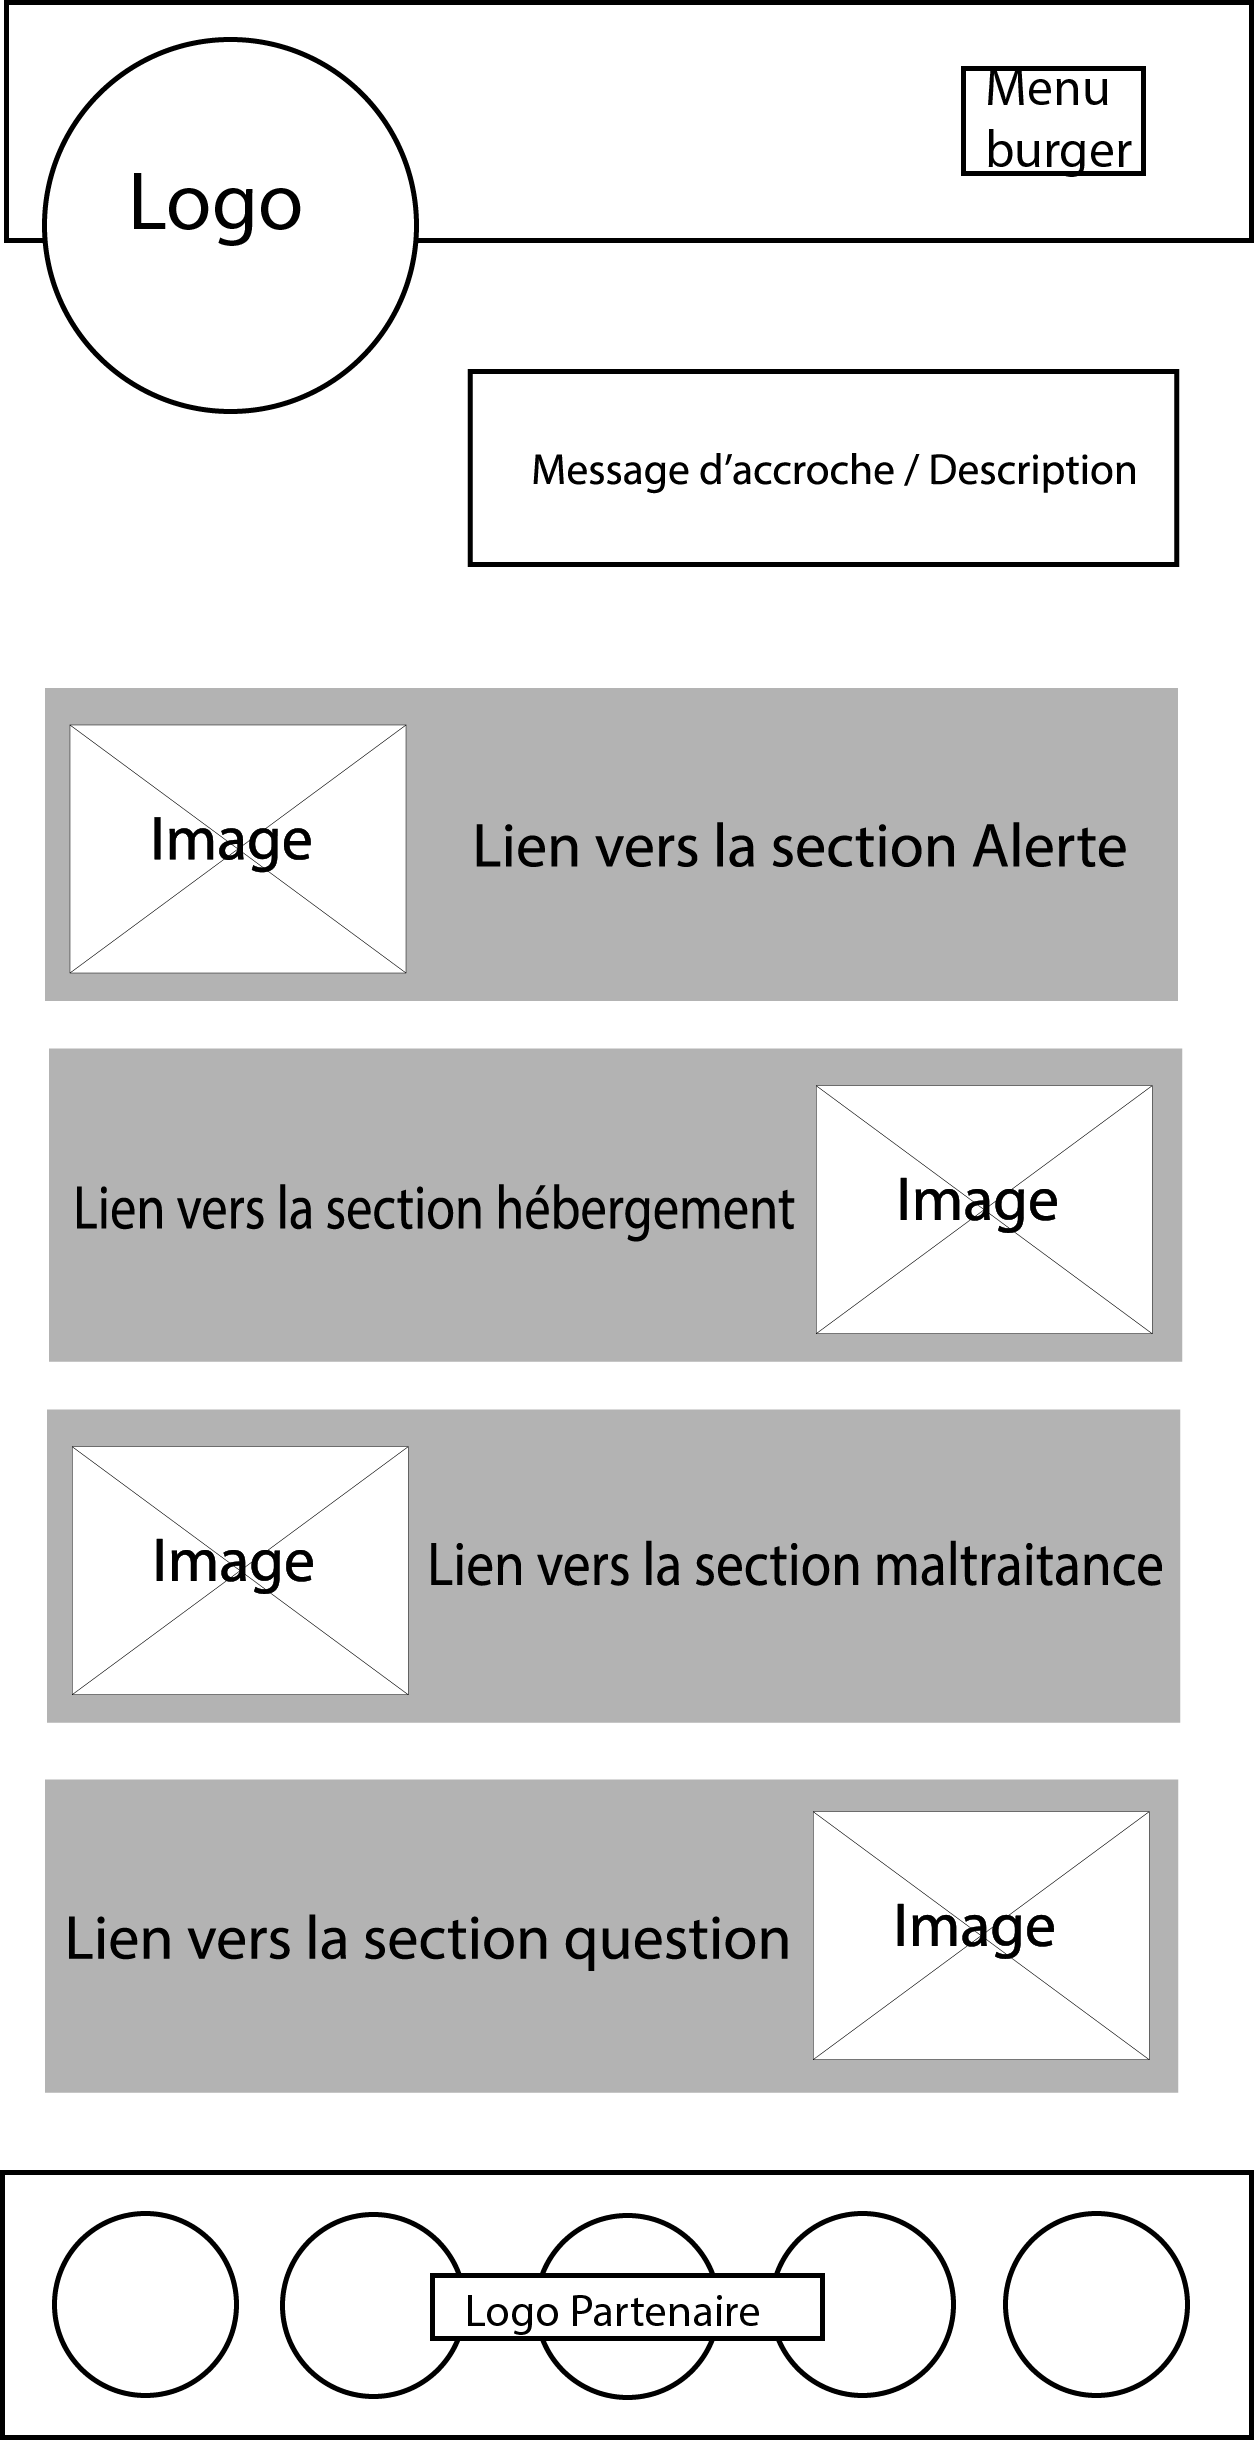 Logo
Menu
burger
Message d’accroche / Description
Image
Lien vers la section Alerte
Lien vers la section hébergement
Image
Image
Lien vers la section maltraitance
Lien vers la section question
Image
Logo Partenaire